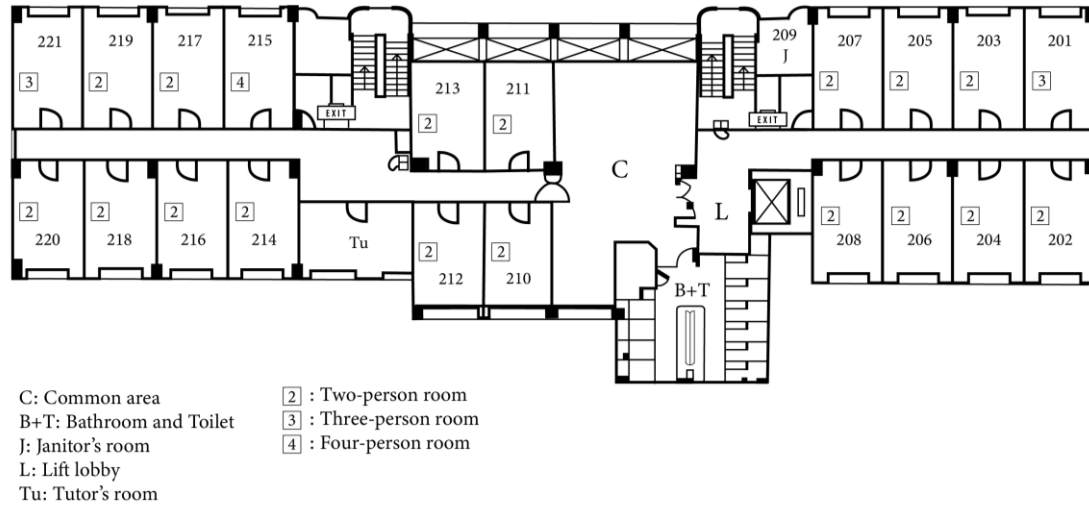 221 219 217 215 209 207 205 203 201
J
3 2 2 4 213 211 2 2 2 3
EXIT EXIT
2 2
C
2 2 2 2 L 2 2 2 2
220 218 216 214 Tu 208 206 204 202
2 2
212 210 B+T
C: Common area
B+T: Bathroom and Toilet
J: Janitor's room
L: Lift lobby
Tu: Tutor's room
2 : Two-person room
3 : Three-person room
4 : Four-person room